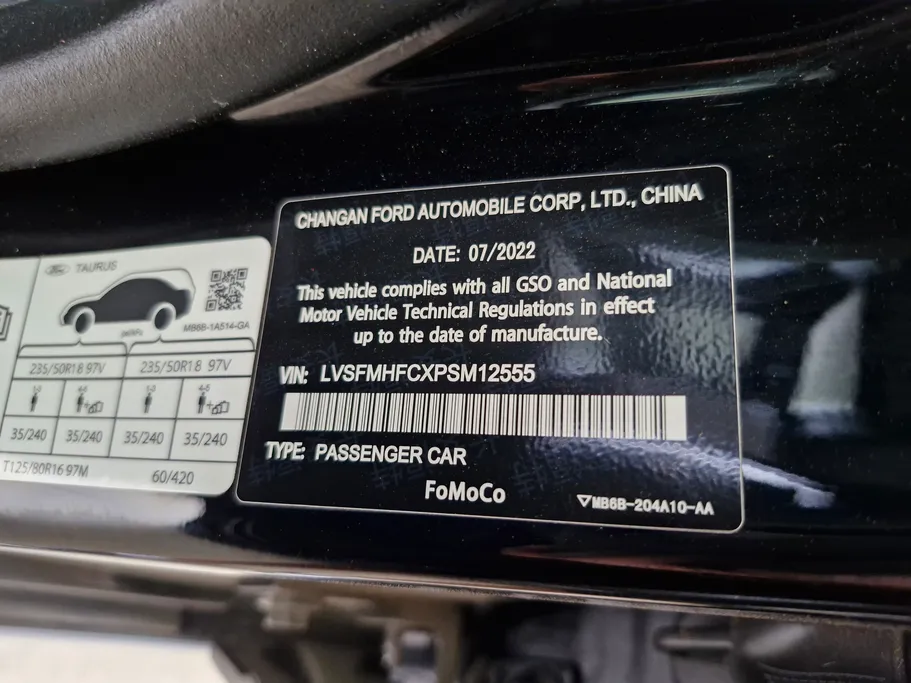 TAURUS
MB6B-1A514-GA
235/50R18 97V
235/50R18 97V
35/240
35/240
35/240
35/240
T125/80R16 97M
60/420
CHANGAN FORD AUTOMOBILE CORP, LTD., CHINA
DATE: 07/2022
This vehicle complies with all GSO and National
Motor Vehicle Technical Regulations in effect
up to the date of manufacture.
VIN: LVSFMHFCXPSM12555
TYPE: PASSENGER CAR
FoMoCo
MB6B-204A10-AA